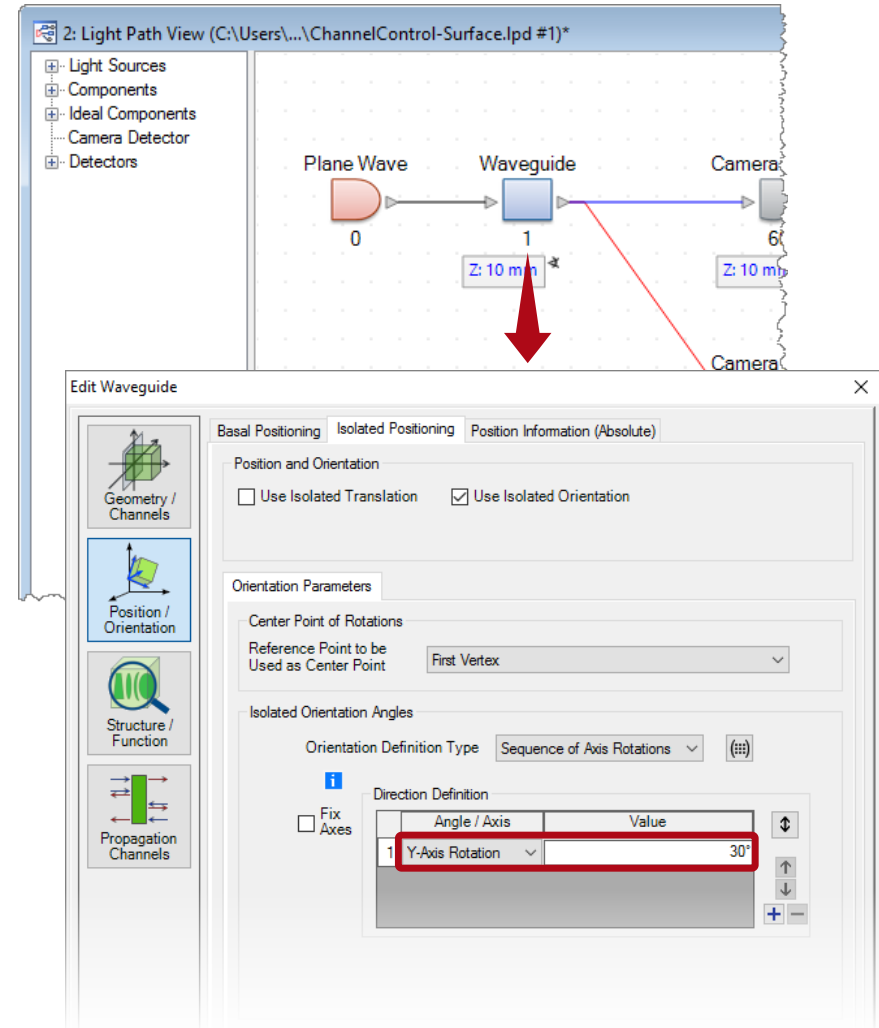 2: Light Path View (C:\Users\...\ChannelControl-Surface.lpd #1)*
Light Sources
Components
Ideal Components
Camera Detector
Detectors
Plane Wave
Waveguide
Camera
0
1
Z: 10 mm
Z: 10 mm
Camera
Edit Waveguide
Geometry /
Channels
Position /
Orientation
Structure /
Function
Propagation
Channels
Basal Positioning
Isolated Positioning
Position Information (Absolute)
Position and Orientation
Use Isolated Translation
Use Isolated Orientation
Orientation Parameters
Center Point of Rotations
Reference Point to be
Used as Center Point
First Vertex
Isolated Orientation Angles
Orientation Definition Type
Sequence of Axis Rotations
Fix
Axes
Direction Definition
Angle / Axis
Value
1
Y-Axis Rotation
30°